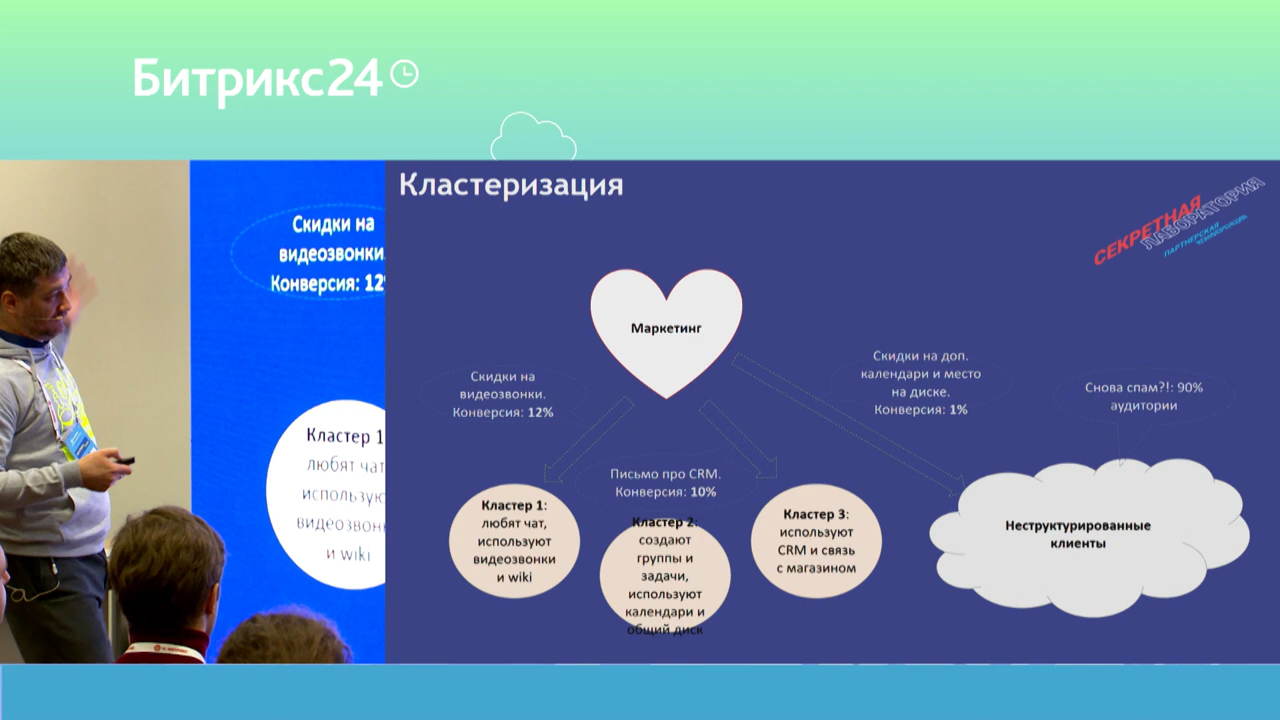 Битрикс24
Кластеризация
СЕКРЕТНАЯ
ЛАБОРАТОРИЯ
ПАРТНЕРСКАЯ
Скидки на
видеозвонки.
Конверсия: 12
Кластер 1
любят чат
используют
видеозвон
и wiki
Маркетинг
Скидки на
видеозвонки.
Конверсия: 12%
Письмо про CRM.
Конверсия: 10%
Скидки на доп.
календари и место
на диске.
Конверсия: 1%
Снова спам?!: 90%
аудитории
Кластер 1:
любят чат,
используют
видеозвонки
и wiki
Кластер 2:
создают
группы и
задачи,
используют
календари и
общий диск
Кластер 3:
используют
CRM и связь
с магазином
Неструктурированные
клиенты